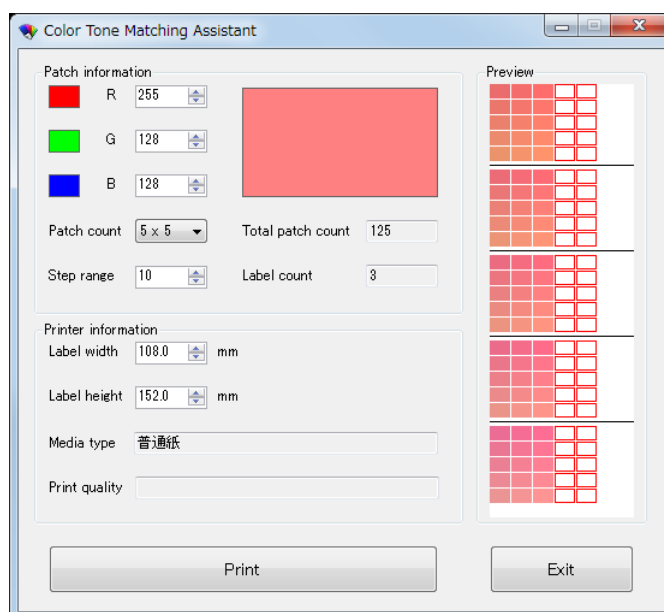 Color Tone Matching Assistant
Patch information
R 255
G 128
B 128
Patch count 5 x 5 Total patch count 125
Step range 10 Label count 3
Printer information
Label width 108.0 mm
Label height 152.0 mm
Media type 普通紙
Print quality
Preview
Print Exit